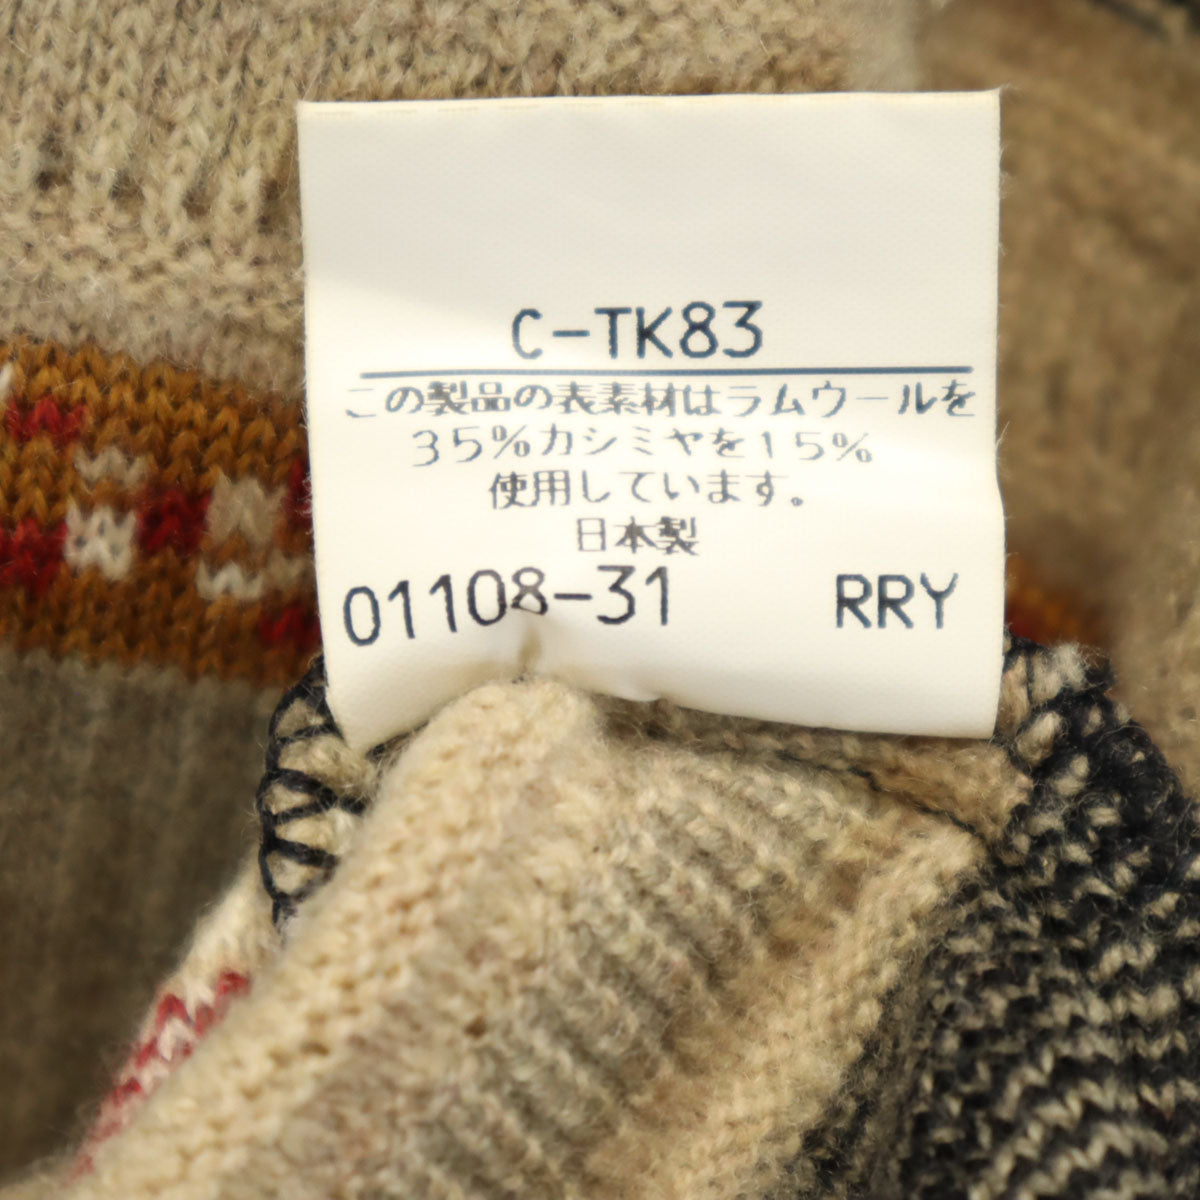 C-TK83
この製品の表素材はラムウールを
35%カシミヤを15%
使用しています。
日本製
01108-31 RRY